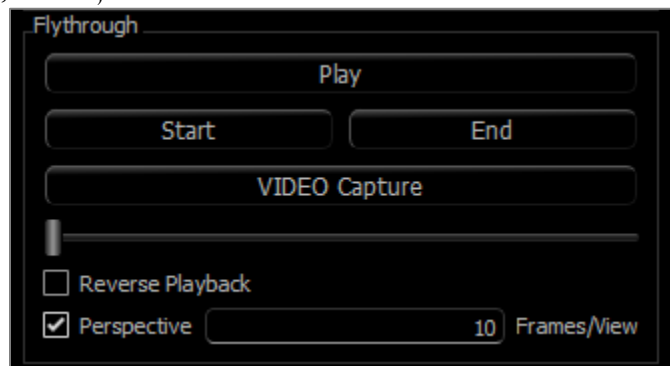 Flythrough
Play
Start End
VIDEO Capture
Reverse Playback
Perspective 10 Frames/View